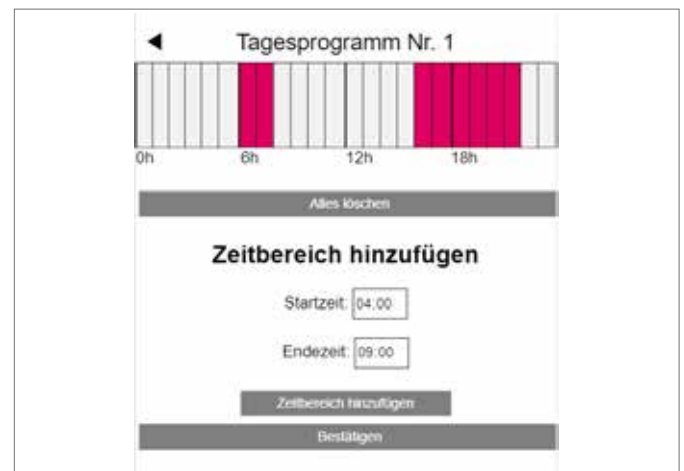 Tagesprogramm Nr. 1
0h 6h 12h 18h
Alles löschen
Zeitbereich hinzufügen
Startzeit: 04:00
Endezeit: 09:00
Zeitbereich hinzufügen
Bestätigen